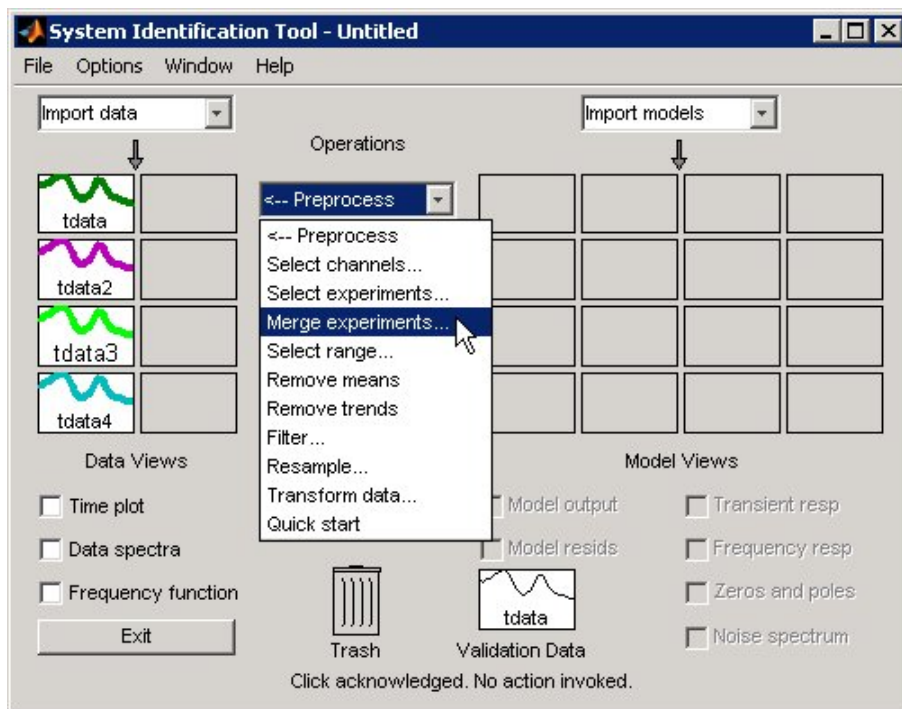 System Identification Tool - Untitled
File Options Window Help
Import data
Import models
Operations
<-- Preprocess
<-- Preprocess
Select channels...
Select experiments...
Merge experiments...
Select range...
Remove means
Remove trends
Filter...
Resample...
Transform data...
Quick start
tdata
tdata2
tdata3
tdata4
Data Views
Time plot
Data spectra
Frequency function
Exit
Trash
tdata
Validation Data
Model Views
Model output
Transient resp
Model resids
Frequency resp
Zeros and poles
Noise spectrum
Click acknowledged. No action invoked.